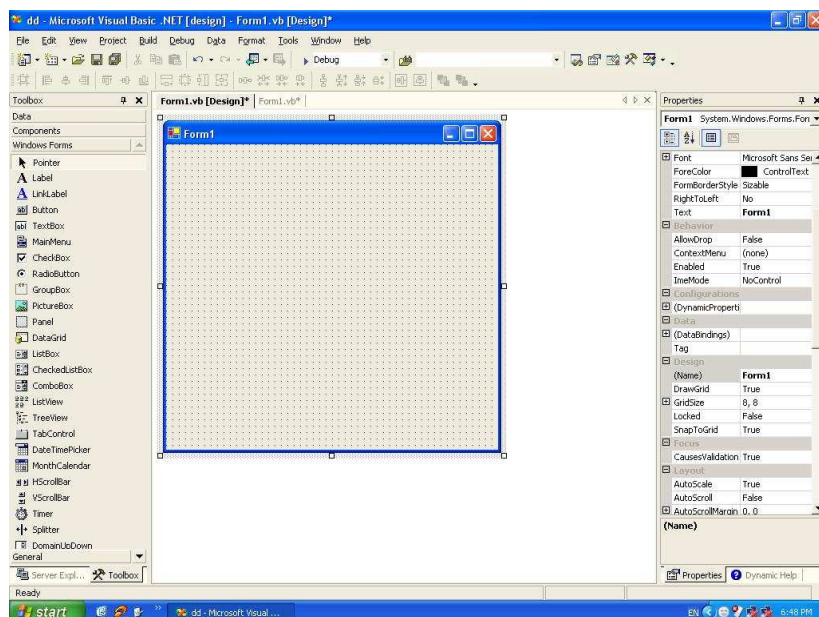 dd - Microsoft Visual Basic .NET [design] - Form1.vb [Design]*
File Edit View Project Build Debug Data Format Tools Window Help
Debug
Toolbox
Form1.vb [Design]* Form1.vb*
Properties
Data
Components
Windows Forms
Pointer
Label
LinkLabel
Button
TextBox
MainMenu
CheckBox
RadioButton
GroupBox
PictureBox
Panel
DataGrid
ListBox
CheckedListBox
ComboBox
ListView
TreeView
TabControl
DateTimePicker
MonthCalendar
HScrollBar
VScrollBar
Timer
Splitter
DomainUpDown
General
Server Expl... Toolbox
Form1
Form1 System.Windows.Forms.Forn
Font Microsoft Sans Ser
ForeColor ControlText
FormBorderStyle Sizable
RightToLeft No
Text Form1
Behavior
AllowDrop False
ContextMenu (none)
Enabled True
ImeMode NoControl
Configurations
(DynamicProperti
Data
(DataBindings)
Tag
Design
(Name) Form1
DrawGrid True
GridSize 8, 8
Locked False
SnapToGrid True
Focus
CausesValidation True
Layout
AutoScale True
AutoScroll False
AutoScrollMargin 0, 0
(Name)
Properties Dynamic Help
Ready
start
dd - Microsoft Visual ...
EN
6:48 PM